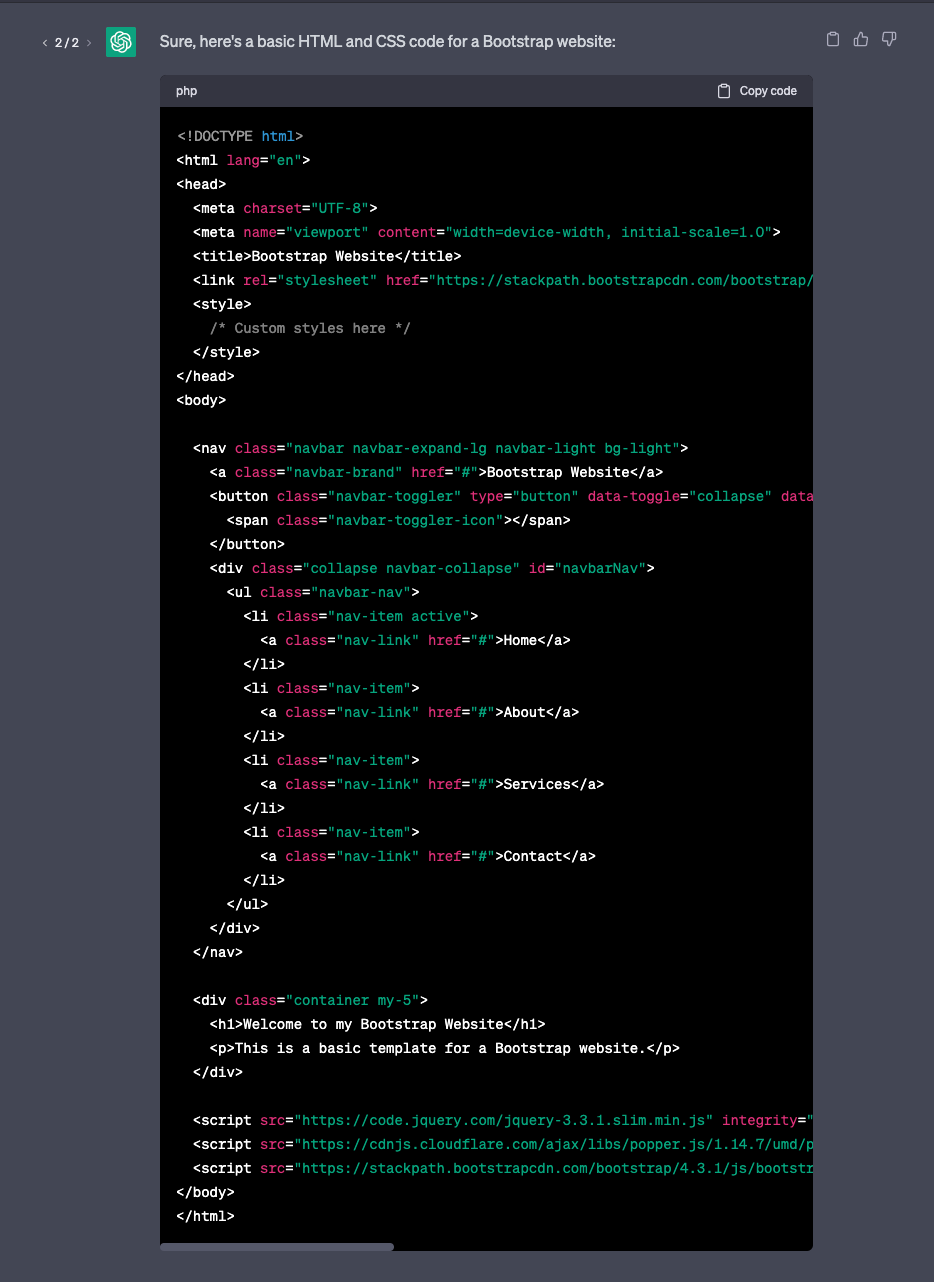 2 / 2
Sure, here's a basic HTML and CSS code for a Bootstrap website:
php
Copy code
<!DOCTYPE html>
<html lang="en">
<head>
  <meta charset="UTF-8">
  <meta name="viewport" content="width=device-width, initial-scale=1.0">
  <title>Bootstrap Website</title>
  <link rel="stylesheet" href="https://stackpath.bootstrapcdn.com/bootstrap/
  <style>
    /* Custom styles here */
  </style>
</head>
<body>
  <nav class="navbar navbar-expand-lg navbar-light bg-light">
    <a class="navbar-brand" href="#">Bootstrap Website</a>
    <button class="navbar-toggler" type="button" data-toggle="collapse" data
      <span class="navbar-toggler-icon"></span>
    </button>
    <div class="collapse navbar-collapse" id="navbarNav">
      <ul class="navbar-nav">
        <li class="nav-item active">
          <a class="nav-link" href="#">Home</a>
        </li>
        <li class="nav-item">
          <a class="nav-link" href="#">About</a>
        </li>
        <li class="nav-item">
          <a class="nav-link" href="#">Services</a>
        </li>
        <li class="nav-item">
          <a class="nav-link" href="#">Contact</a>
        </li>
      </ul>
    </div>
  </nav>
  <div class="container my-5">
    <h1>Welcome to my Bootstrap Website</h1>
    <p>This is a basic template for a Bootstrap website.</p>
  </div>
  <script src="https://code.jquery.com/jquery-3.3.1.slim.min.js" integrity="
  <script src="https://cdnjs.cloudflare.com/ajax/libs/popper.js/1.14.7/umd/p
  <script src="https://stackpath.bootstrapcdn.com/bootstrap/4.3.1/js/bootstr
</body>
</html>